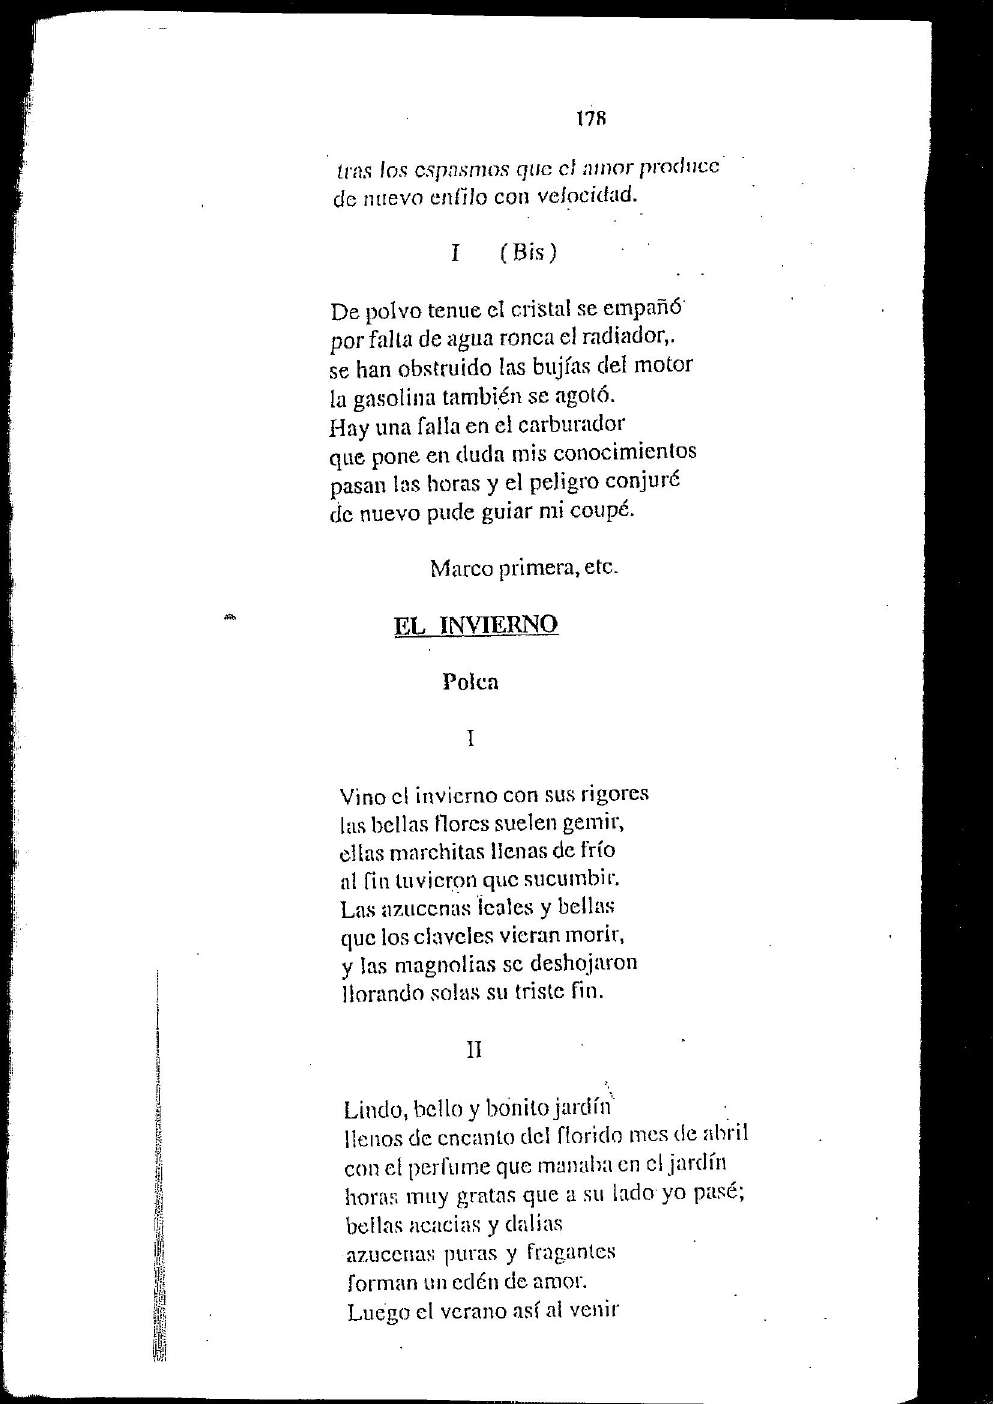 178
tras los espasmos que el amor produce
de nuevo enfilo con velocidad.
I (Bis)
De polvo tenue el cristal se empañó
por falta de agua ronca el radiador,.
se han obstruido las bujías del motor
la gasolina también se agotó.
Hay una falla en el carburador
que pone en duda mis conocimientos
pasan las horas y el peligro conjuré
de nuevo pude guiar mi coupé.
Marco primera, etc.
EL INVIERNO
Polca
I
Vino el invierno con sus rigores
las bellas flores suelen gemir,
ellas marchitas llenas de frío
al fin tuvieron que sucumbir.
Las azucenas leales y bellas
que los claveles vieran morir,
y las magnolias se deshojaron
llorando solas su triste fin.
II
Lindo, bello y bonito jardín
llenos de encanto del florido mes de abril
con el perfume que manaba en el jardín
horas muy gratas que a su lado yo pasé;
bellas acacias y dalias
azucenas puras y fragantes
forman un edén de amor.
Luego el verano así al venir